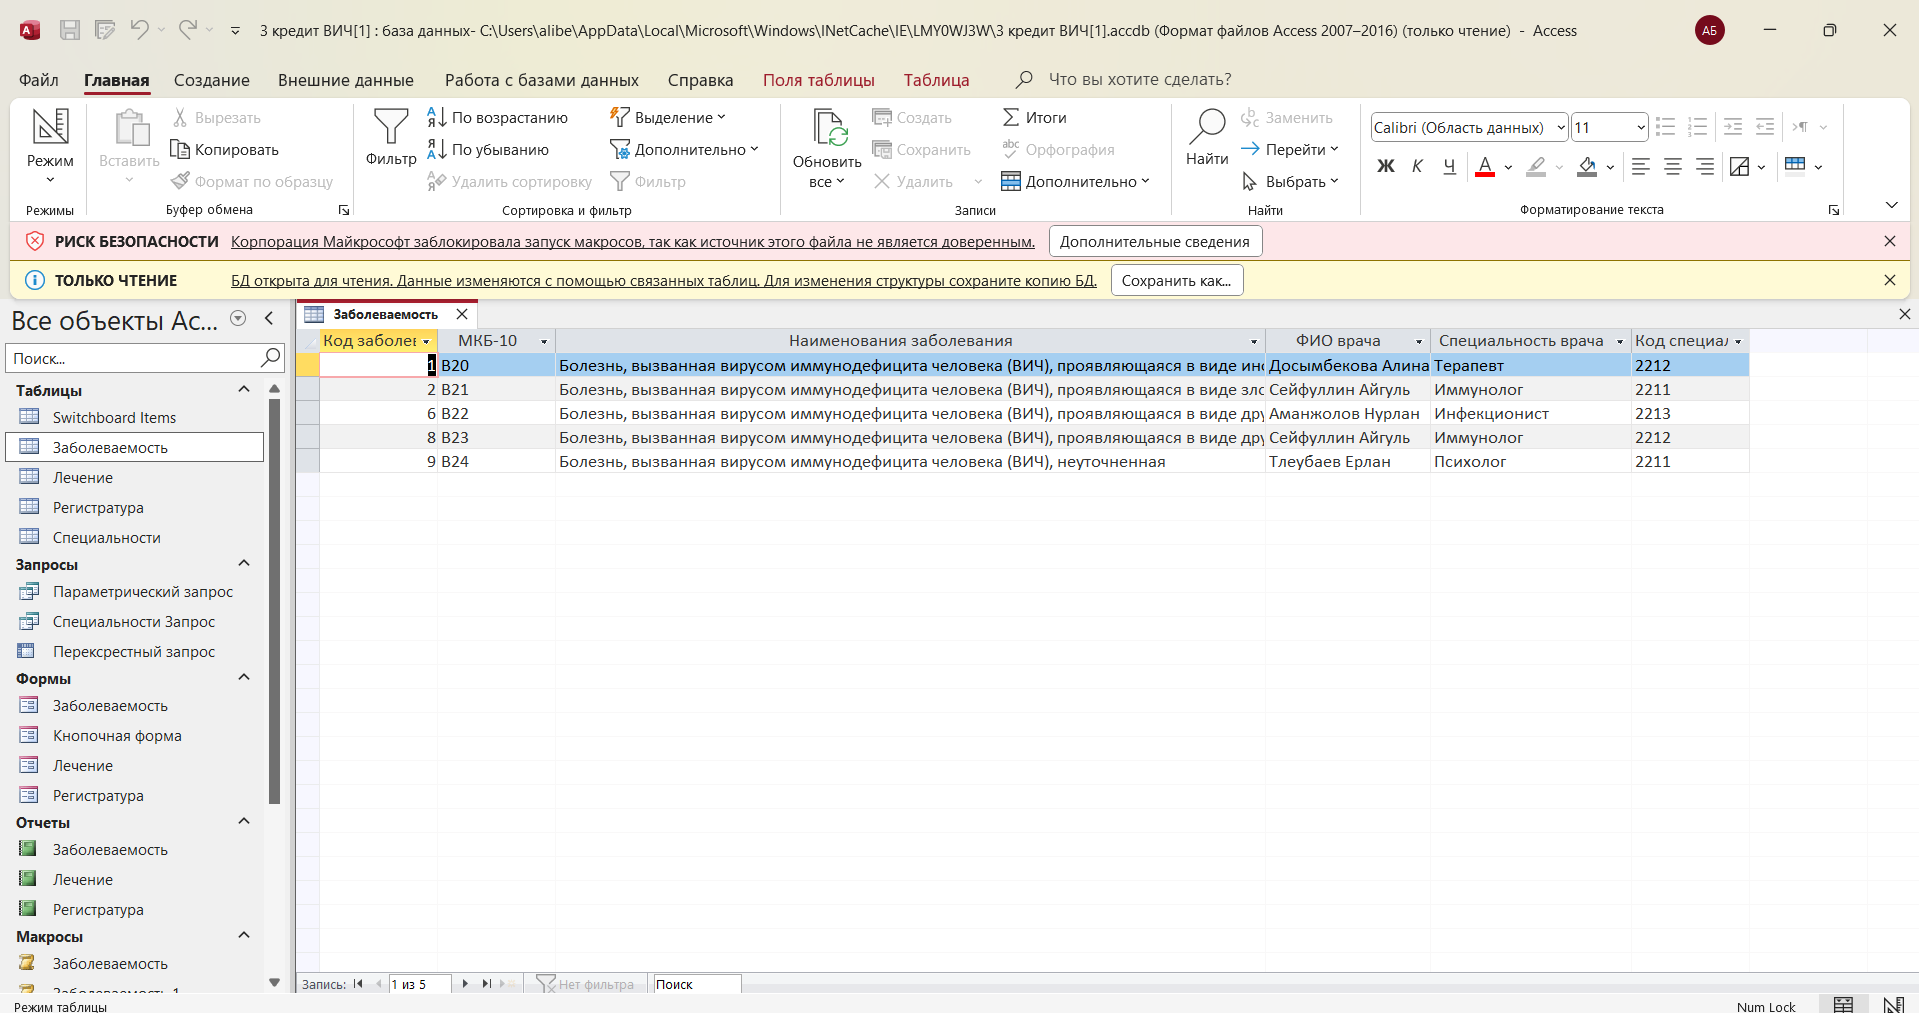 3 кредит ВИЧ[1] : база данных- C:\Users\alibe\AppData\Local\Microsoft\Windows\INetCache\IE\LMY0WJ3W\3 кредит ВИЧ[1].accdb (Формат файлов Access 2007–2016) (только чтение) - Access
АБ
Файл Главная Создание Внешние данные Работа с базами данных Справка Поля таблицы Таблица Что вы хотите сделать?
Режим
Режимы
Вставить
Вырезать
Копировать
Формат по образцу
Буфер обмена
Фильтр
По возрастанию
По убыванию
Удалить сортировку
Выделение
Дополнительно
Фильтр
Сортировка и фильтр
Обновить
все
Создать
Сохранить
Удалить
Итоги
Орфография
Дополнительно
Записи
Найти
Заменить
Перейти
Выбрать
Найти
Calibri (Область данных) 11
Ж К Ч А
Форматирование текста
РИСК БЕЗОПАСНОСТИ Корпорация Майкрософт заблокировала запуск макросов, так как источник этого файла не является доверенным. Дополнительные сведения
ТОЛЬКО ЧТЕНИЕ БД открыта для чтения. Данные изменяются с помощью связанных таблиц. Для изменения структуры сохраните копию БД. Сохранить как...
Все объекты Ac...
Поиск...
Таблицы
Switchboard Items
Заболеваемость
Лечение
Регистратура
Специальности
Запросы
Параметрический запрос
Специальности Запрос
Перексрестный запрос
Формы
Заболеваемость
Кнопочная форма
Лечение
Регистратура
Отчеты
Заболеваемость
Лечение
Регистратура
Макросы
Заболеваемость
Заболеваемость
Код заболев МКБ-10 Наименования заболевания ФИО врача Специальность врача Код специал
1 B20 Болезнь, вызванная вирусом иммунодефицита человека (ВИЧ), проявляющаяся в виде инс Досымбекова Алина Терапевт 2212
2 B21 Болезнь, вызванная вирусом иммунодефицита человека (ВИЧ), проявляющаяся в виде зло Сейфуллин Айгуль Иммунолог 2211
6 B22 Болезнь, вызванная вирусом иммунодефицита человека (ВИЧ), проявляющаяся в виде дру Аманжолов Нурлан Инфекционист 2213
8 B23 Болезнь, вызванная вирусом иммунодефицита человека (ВИЧ), проявляющаяся в виде дру Сейфуллин Айгуль Иммунолог 2212
9 B24 Болезнь, вызванная вирусом иммунодефицита человека (ВИЧ), неуточненная Тлеубаев Ерлан Психолог 2211
Запись: 1 из 5 Нет фильтра Поиск
Режим таблицы Num Lock